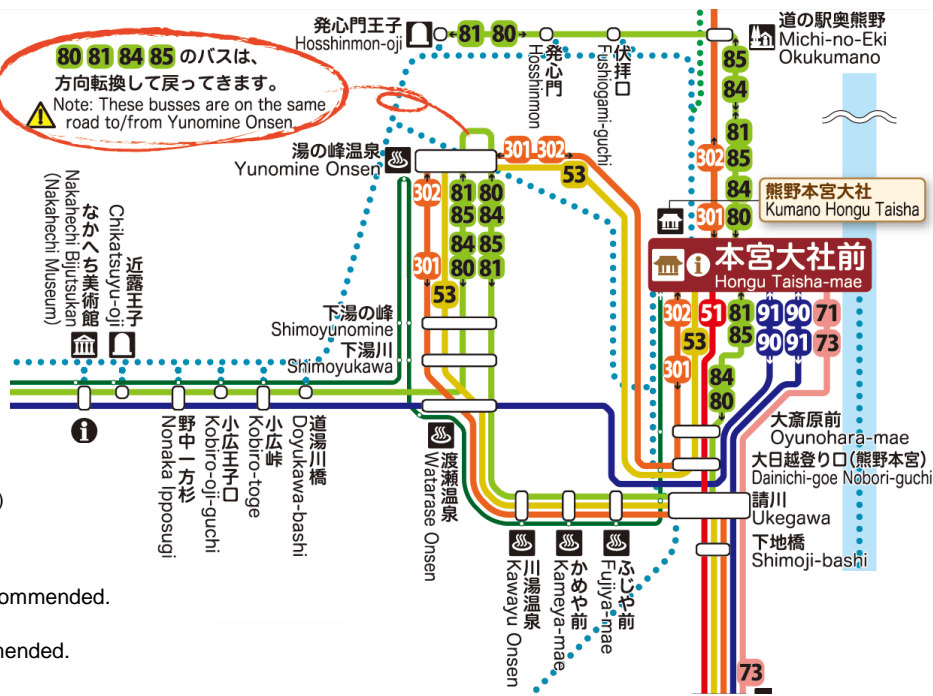 80 81 84 85 のバスは、
方向転換して戻ってきます。
Note: These busses are on the same
road to/from Yunomine Onsen
発心門王子
Hosshinmon-oji
81 80
発心門
Hosshinmon
伏拝口
Fushiogami-guchi
道の駅奥熊野
Michi-no-Eki
Okukumano
85
84
81
302 85
84
301 80
熊野本宮大社
Kumano Hongu Taisha
本宮大社前
Hongu Taisha-mae
湯の峰温泉
Yunomine Onsen
301 302
53
302 81 80
85 84
84 85
301 80 81
53
下湯の峰
Shimoyunomine
下湯川
Shimoyukawa
なかへち美術館
Nakahechi Bijutsukan
(Nakahechi Museum)
近露王子
Chikatsuyu-oji
野中一方杉
Nonaka Ipposugi
小広王子口
Kobiro-oji-guchi
小広峠
Kobiro-toge
道湯川橋
Doyukawa-bashi
渡瀬温泉
Watarase Onsen
川湯温泉
Kawayu Onsen
かめや前
Kameya-mae
ふじや前
Fujiya-mae
302 51 81 91 90 71
53 85 90 91 73
301 84
80
大斎原前
Oyunohara-mae
大日越登り口(熊野本宮)
Dainichi-goe Nobori-guchi
請川
Ukegawa
下地橋
Shimoji-bashi
73
)
ommended.
mended.